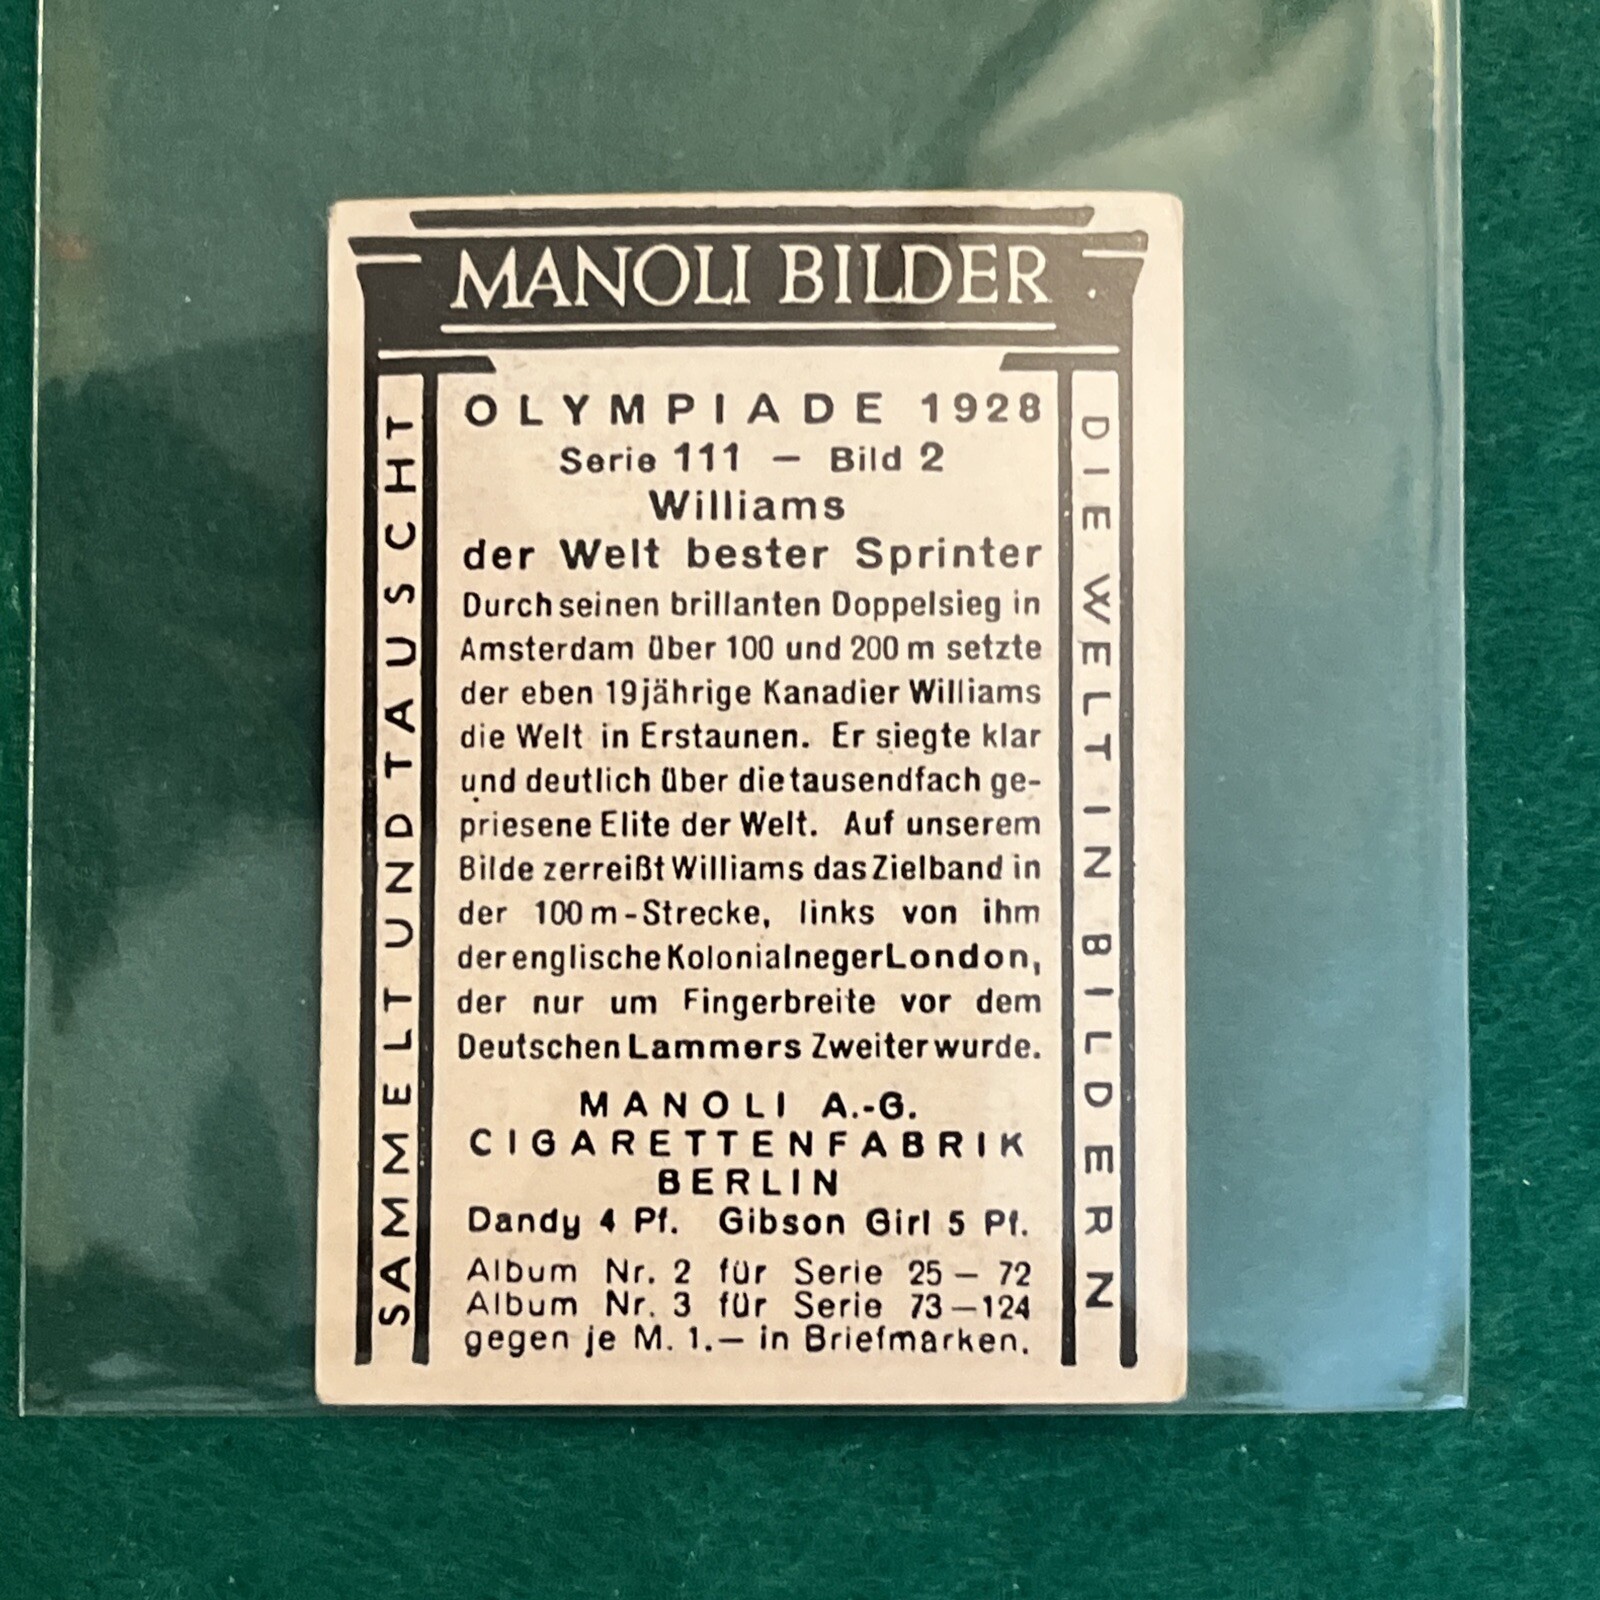 MANOLI BILDER
SAMMELT UND TAUSCHT
OLYMPIADE 1928
Serie 111 — Bild 2
Williams
der Welt bester Sprinter
Durch seinen brillanten Doppelsieg in
Amsterdam über 100 und 200 m setzte
der eben 19jährige Kanadier Williams
die Welt in Erstaunen. Er siegte klar
und deutlich über die tausendfach ge-
priesene Elite der Welt. Auf unserem
Bilde zerreißt Williams das Zielband in
der 100 m-Strecke, links von ihm
der englische Kolonialneger London,
der nur um Fingerbreite vor dem
Deutschen Lammers Zweiter wurde.
MANOLI A.-G.
CIGARETTENFABRIK
BERLIN
Dandy 4 Pf. Gibson Girl 5 Pf.
Album Nr. 2 für Serie 25 — 72
Album Nr. 3 für Serie 73—124
gegen je M. 1.— in Briefmarken.
DIE WELT IN BILDERN